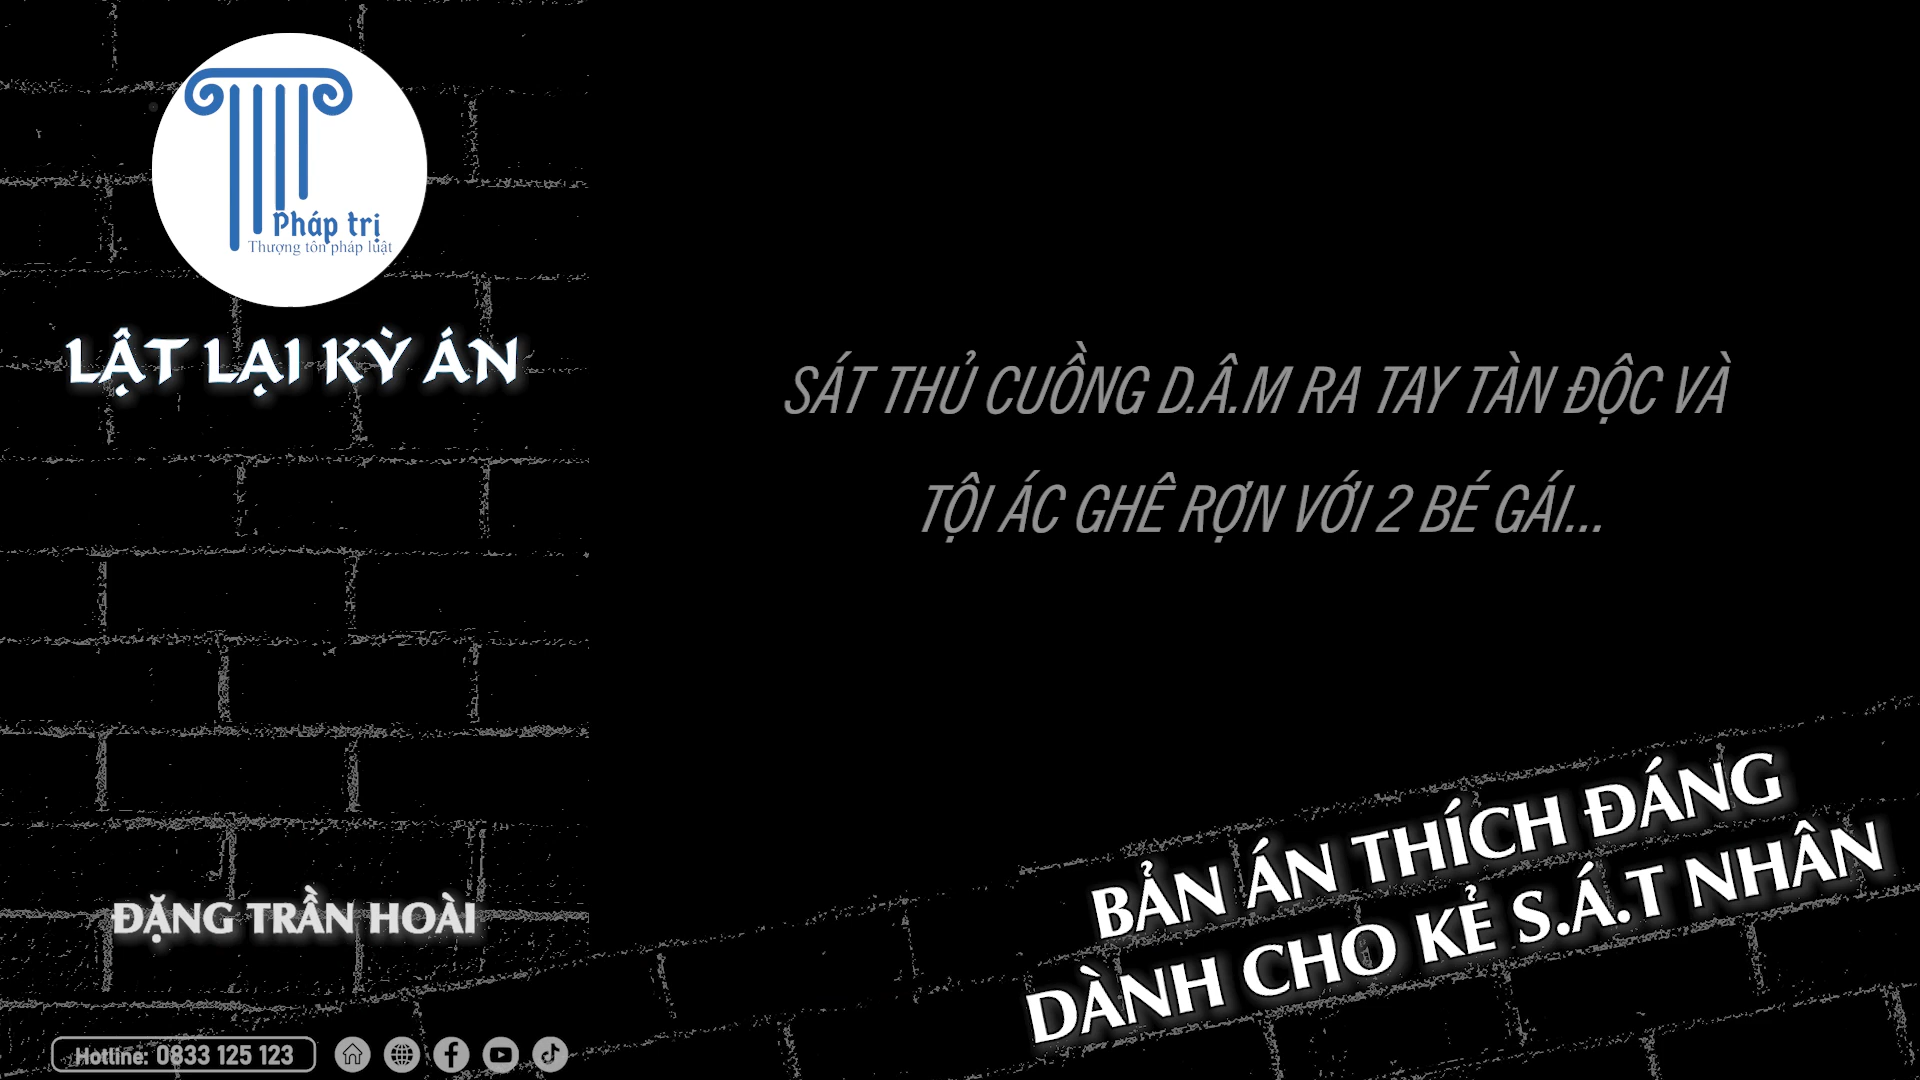 Pháp trị
Thượng tôn pháp luật
LẬT LẠI KỲ ÁN
SÁT THỦ CUỒNG D.Â.M RA TAY TÀN ĐỘC VÀ
TỘI ÁC GHÊ RỢN VỚI 2 BÉ GÁI...
BẢN ÁN THÍCH ĐÁNG
DÀNH CHO KẺ S.Á.T NHÂN
ĐẶNG TRẦN HOÀI
Hotline: 0833 125 123